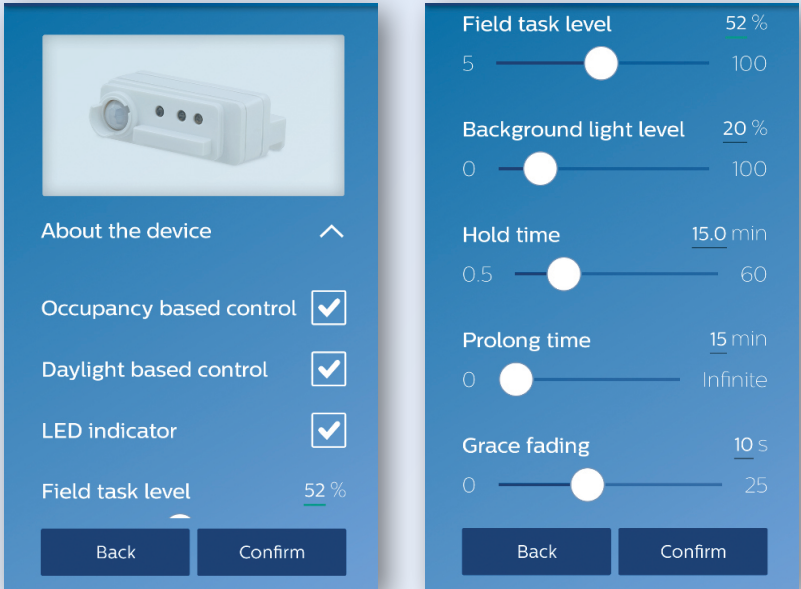 About the device
Occupancy based control
Daylight based control
LED indicator
Field task level 52 %
Back Confirm
Field task level 52 %
5 100
Background light level 20 %
0 100
Hold time 15.0 min
0.5 60
Prolong time 15 min
0 Infinite
Grace fading 10 s
0 25
Back Confirm